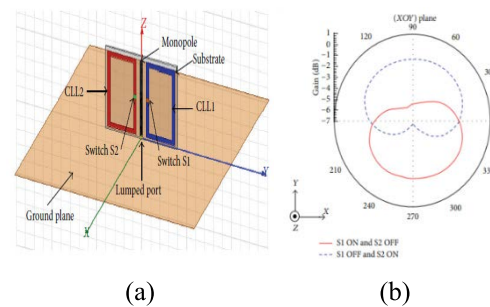 Z
Monopole
Substrate
CLL2
CLL1
Switch S2
Switch S1
Lumped port
Ground plane
Y
X
(a)
(XOY) plane
90
120
60
1
0
−1
−2
−3
−4
−5
−6
−7
Gain (dB)
30
210
240
270
300
Y
X
Z
S1 ON and S2 OFF
S1 OFF and S2 ON
(b)